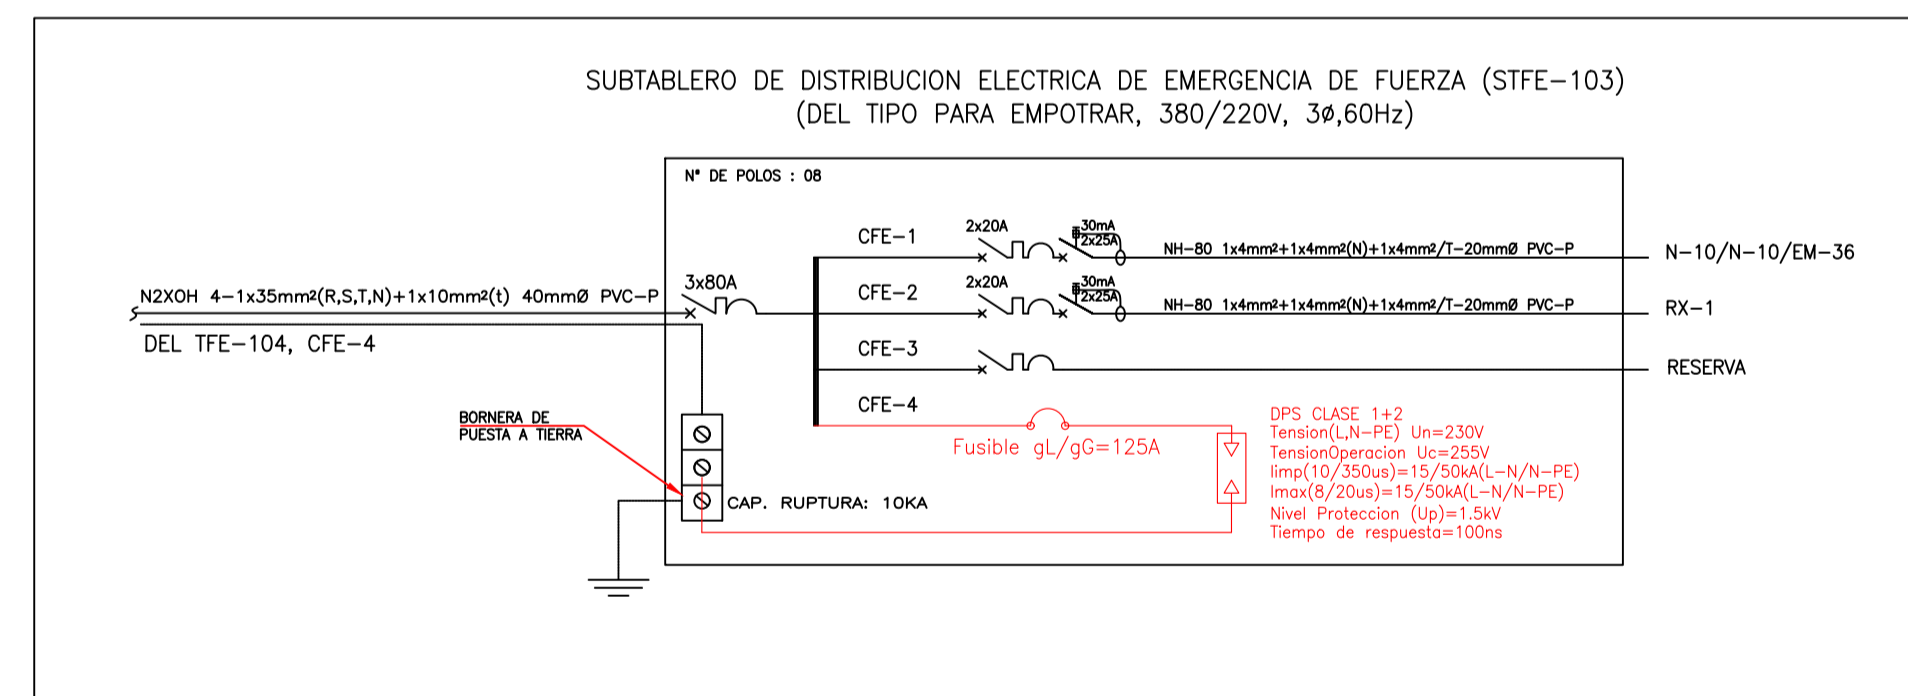 SUBTABLERO DE DISTRIBUCION ELECTRICA DE EMERGENCIA DE FUERZA (STFE-103)
(DEL TIPO PARA EMPOTRAR, 380/220V, 3ø,60Hz)
N° DE POLOS : 08
CFE-1
2x20A
30mA
2x25A
NH-80 1x4mm²+1x4mm²(N)+1x4mm²/T-20mmØ PVC-P
N-10/N-10/EM-36
N2XOH 4-1x35mm²(R,S,T,N)+1x10mm²(t) 40mmØ PVC-P
3x80A
CFE-2
2x20A
30mA
2x25A
NH-80 1x4mm²+1x4mm²(N)+1x4mm²/T-20mmØ PVC-P
RX-1
DEL TFE-104, CFE-4
CFE-3
RESERVA
CFE-4
BORNERA DE
PUESTA A TIERRA
Fusible gL/gG=125A
DPS CLASE 1+2
Tension(L,N-PE) Un=230V
TensionOperacion Uc=255V
Iimp(10/350us)=15/50kA(L-N/N-PE)
Imax(8/20us)=15/50kA(L-N/N-PE)
Nivel Proteccion (Up)=1.5kV
Tiempo de respuesta=100ns
CAP. RUPTURA: 10KA